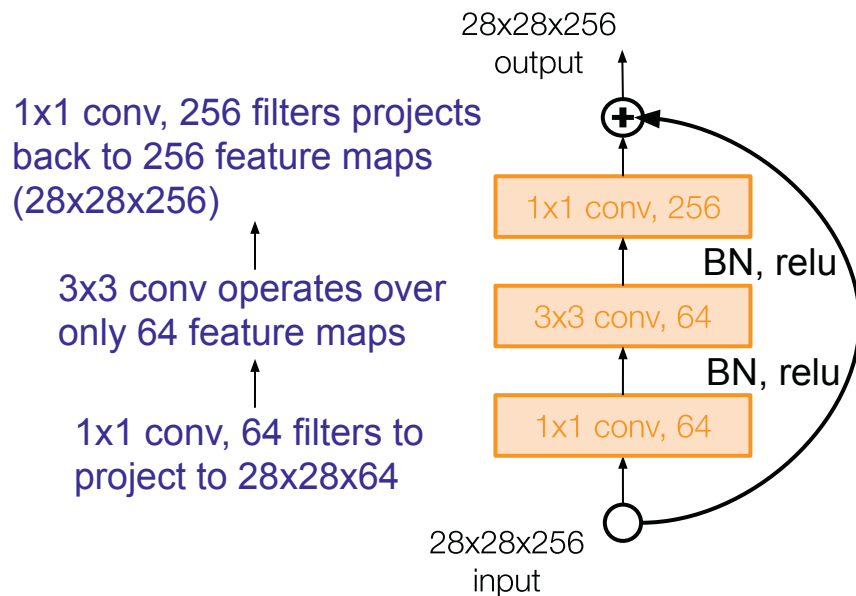 28x28x256
output
1x1 conv, 256 filters projects
back to 256 feature maps
(28x28x256)
+
1x1 conv, 256
BN, relu
3x3 conv operates over
only 64 feature maps
3x3 conv, 64
BN, relu
1x1 conv, 64 filters to
project to 28x28x64
1x1 conv, 64
28x28x256
input